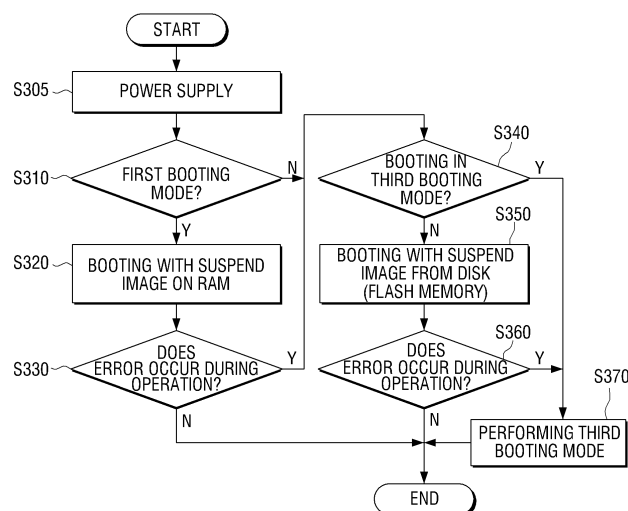 START
S305
POWER SUPPLY
S310
FIRST BOOTING
MODE?
N
Y
S320
BOOTING WITH SUSPEND
IMAGE ON RAM
S330
DOES
ERROR OCCUR DURING
OPERATION?
Y
N
S340
BOOTING IN
THIRD BOOTING
MODE?
Y
N
S350
BOOTING WITH SUSPEND
IMAGE FROM DISK
(FLASH MEMORY)
S360
DOES
ERROR OCCUR DURING
OPERATION?
Y
N
S370
PERFORMING THIRD
BOOTING MODE
END